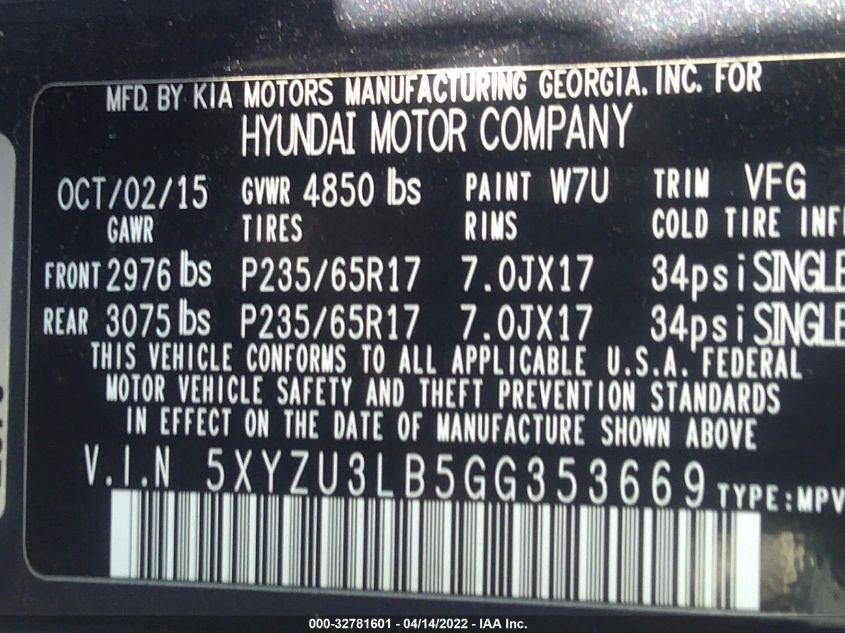 MFD. BY KIA MOTORS MANUFACTURING GEORGIA. INC. FOR
HYUNDAI MOTOR COMPANY
OCT/02/15 GVWR 4850 lbs PAINT W7U TRIM VFG
GAWR TIRES RIMS COLD TIRE INFL
FRONT 2976 lbs P235/65R17 7.0JX17 34psi SINGLE
REAR 3075 lbs P235/65R17 7.0JX17 34psi SINGLE
THIS VEHICLE CONFORMS TO ALL APPLICABLE U.S.A. FEDERAL
MOTOR VEHICLE SAFETY AND THEFT PREVENTION STANDARDS
IN EFFECT ON THE DATE OF MANUFACTURE SHOWN ABOVE
V.I.N 5XYZU3LB5GG353669 TYPE:MPV
000-32781601 - 04/14/2022 - IAA Inc.